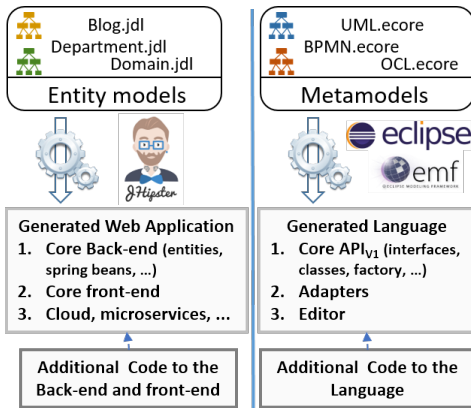 Blog.jdl
Department.jdl
Domain.jdl
Entity models
JHipster
Generated Web Application
1. Core Back-end (entities,
spring beans, ...)
2. Core front-end
3. Cloud, microservices, ...
Additional Code to the
Back-end and front-end
UML.ecore
BPMN.ecore
OCL.ecore
Metamodels
eclipse
emf
ECLIPSE MODELING FRAMEWORK
Generated Language
1. Core APIV1 (interfaces,
classes, factory, ...)
2. Adapters
3. Editor
Additional Code to the
Language